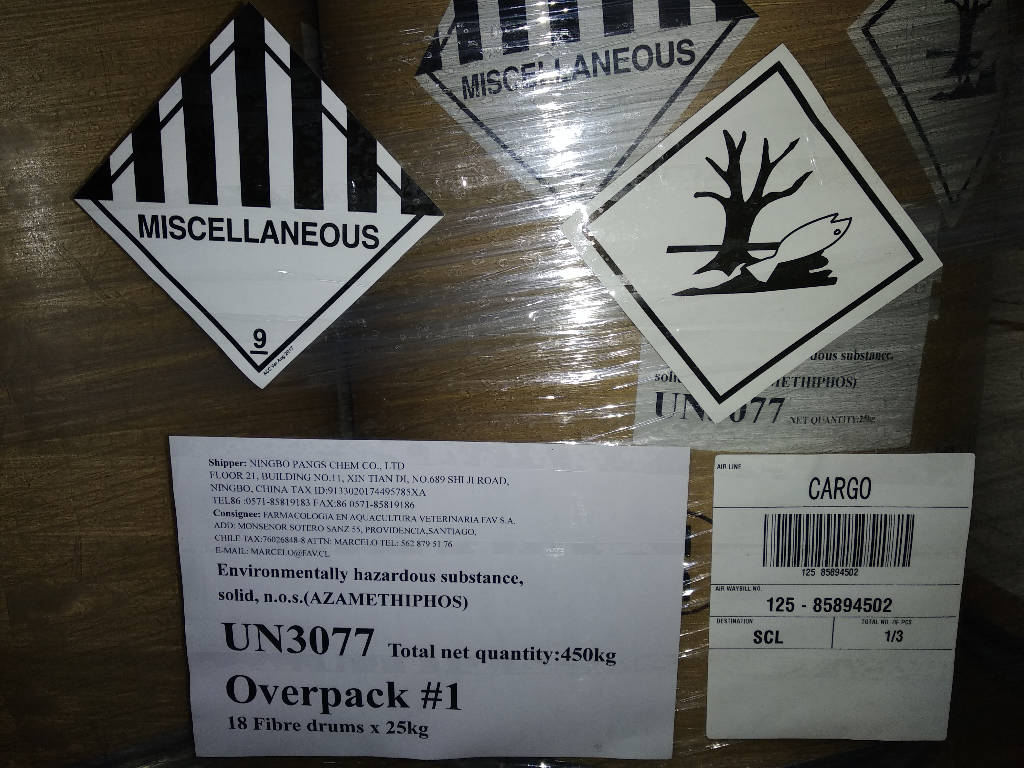 MISCELLANEOUS
9
MISCELLANEOUS
dous substance,
METHIPHOS)
UN3077 NET QUANTITY:25kg
Shipper: NINGBO PANGS CHEM CO., LTD
FLOOR 21, BUILDING NO.11, XIN TIAN DI, NO.689 SHI JI ROAD,
NINGBO, CHINA TAX ID:9133020174495785XA
TEL86 :0571-85819183 FAX:86 0571-85819186
Consignee: FARMACOLOGIA EN AQUACULTURA VETERINARIA FAV S.A.
ADD: MONSENOR SOTERO SANZ 55, PROVIDENCIA,SANTIAGO,
CHILE TAX:76026848-8 ATTN: MARCELO TEL: 562 879 51 76
E-MAIL: MARCELO@FAV.CL
Environmentally hazardous substance,
solid, n.o.s.(AZAMETHIPHOS)
UN3077 Total net quantity:450kg
Overpack #1
18 Fibre drums x 25kg
AIR LINE
CARGO
125 85894502
AIR WAYBILL NO.
125 - 85894502
DESTINATION TOTAL NO. OF PCS
SCL 1/3